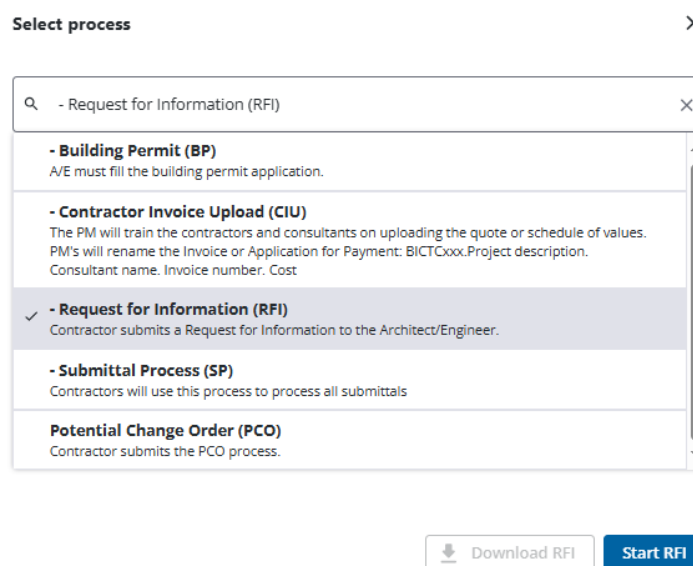 Select process
- Request for Information (RFI)
- Building Permit (BP)
A/E must fill the building permit application.
- Contractor Invoice Upload (CIU)
The PM will train the contractors and consultants on uploading the quote or schedule of values.
PM's will rename the Invoice or Application for Payment: BICTCxxx.Project description.
Consultant name. Invoice number. Cost
- Request for Information (RFI)
Contractor submits a Request for Information to the Architect/Engineer.
- Submittal Process (SP)
Contractors will use this process to process all submittals
Potential Change Order (PCO)
Contractor submits the PCO process.
Download RFI Start RFI